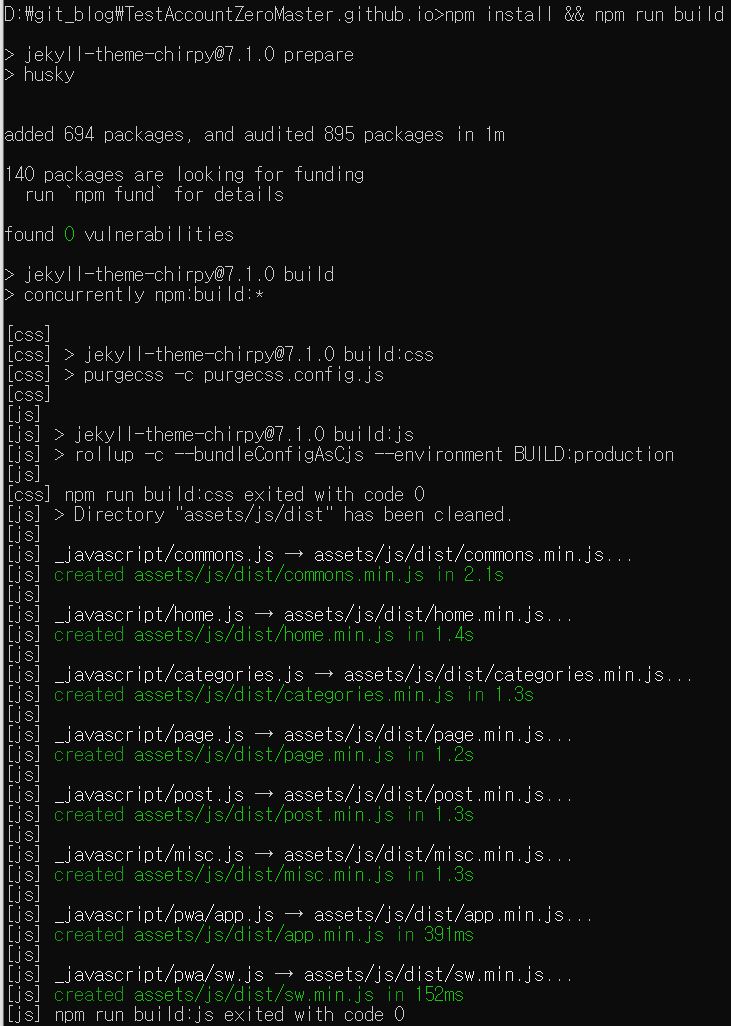 D:₩git_blog₩TestAccountZeroMaster.github.io>npm install && npm run build
> jekyll-theme-chirpy@7.1.0 prepare
> husky
added 694 packages, and audited 895 packages in 1m
140 packages are looking for funding
run `npm fund` for details
found 0 vulnerabilities
> jekyll-theme-chirpy@7.1.0 build
> concurrently npm:build:*
[css]
[css] > jekyll-theme-chirpy@7.1.0 build:css
[css] > purgecss -c purgecss.config.js
[css]
[js]
[js] > jekyll-theme-chirpy@7.1.0 build:js
[js] > rollup -c --bundleConfigAsCjs --environment BUILD:production
[js]
[css] npm run build:css exited with code 0
[js] > Directory "assets/js/dist" has been cleaned.
[js]
[js] _javascript/commons.js → assets/js/dist/commons.min.js...
[js] created assets/js/dist/commons.min.js in 2.1s
[js]
[js] _javascript/home.js → assets/js/dist/home.min.js...
[js] created assets/js/dist/home.min.js in 1.4s
[js]
[js] _javascript/categories.js → assets/js/dist/categories.min.js...
[js] created assets/js/dist/categories.min.js in 1.3s
[js]
[js] _javascript/page.js → assets/js/dist/page.min.js...
[js] created assets/js/dist/page.min.js in 1.2s
[js]
[js] _javascript/post.js → assets/js/dist/post.min.js...
[js] created assets/js/dist/post.min.js in 1.3s
[js]
[js] _javascript/misc.js → assets/js/dist/misc.min.js...
[js] created assets/js/dist/misc.min.js in 1.3s
[js]
[js] _javascript/pwa/app.js → assets/js/dist/app.min.js...
[js] created assets/js/dist/app.min.js in 391ms
[js]
[js] _javascript/pwa/sw.js → assets/js/dist/sw.min.js...
[js] created assets/js/dist/sw.min.js in 152ms
[js] npm run build:js exited with code 0